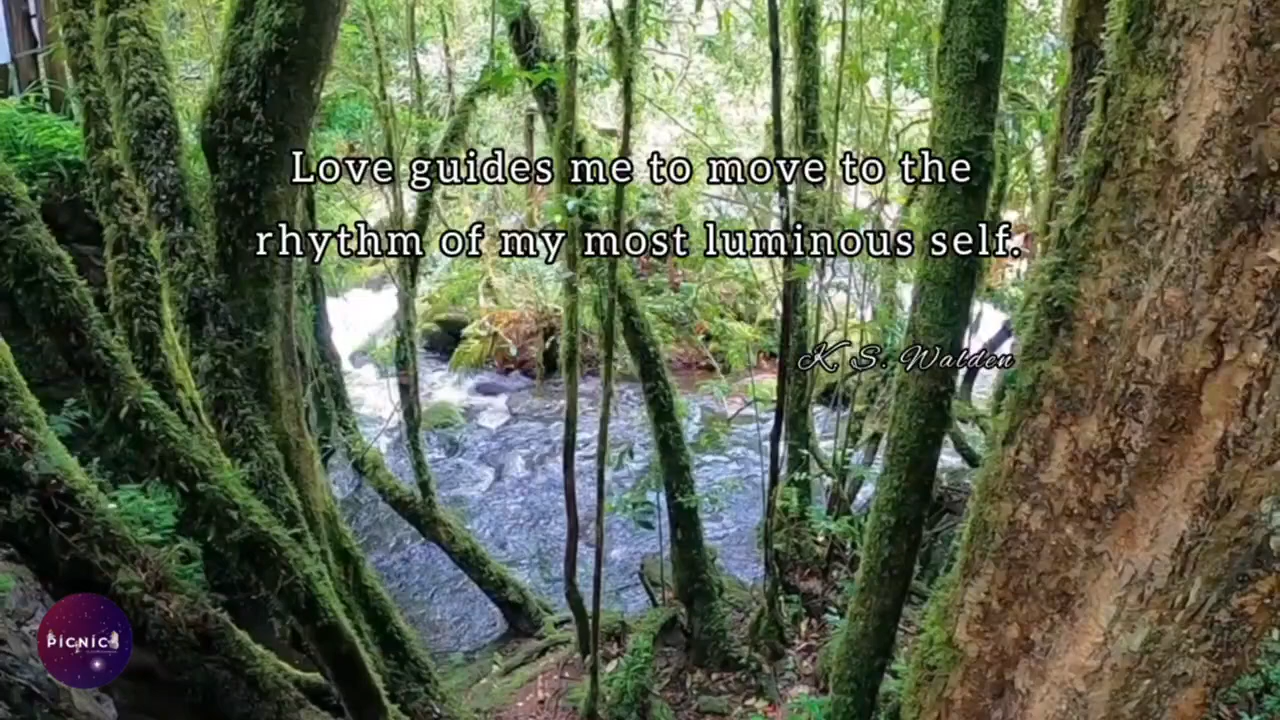 Love guides me to move to the
rhythm of my most luminous self.
K S. Walden
PICNIC